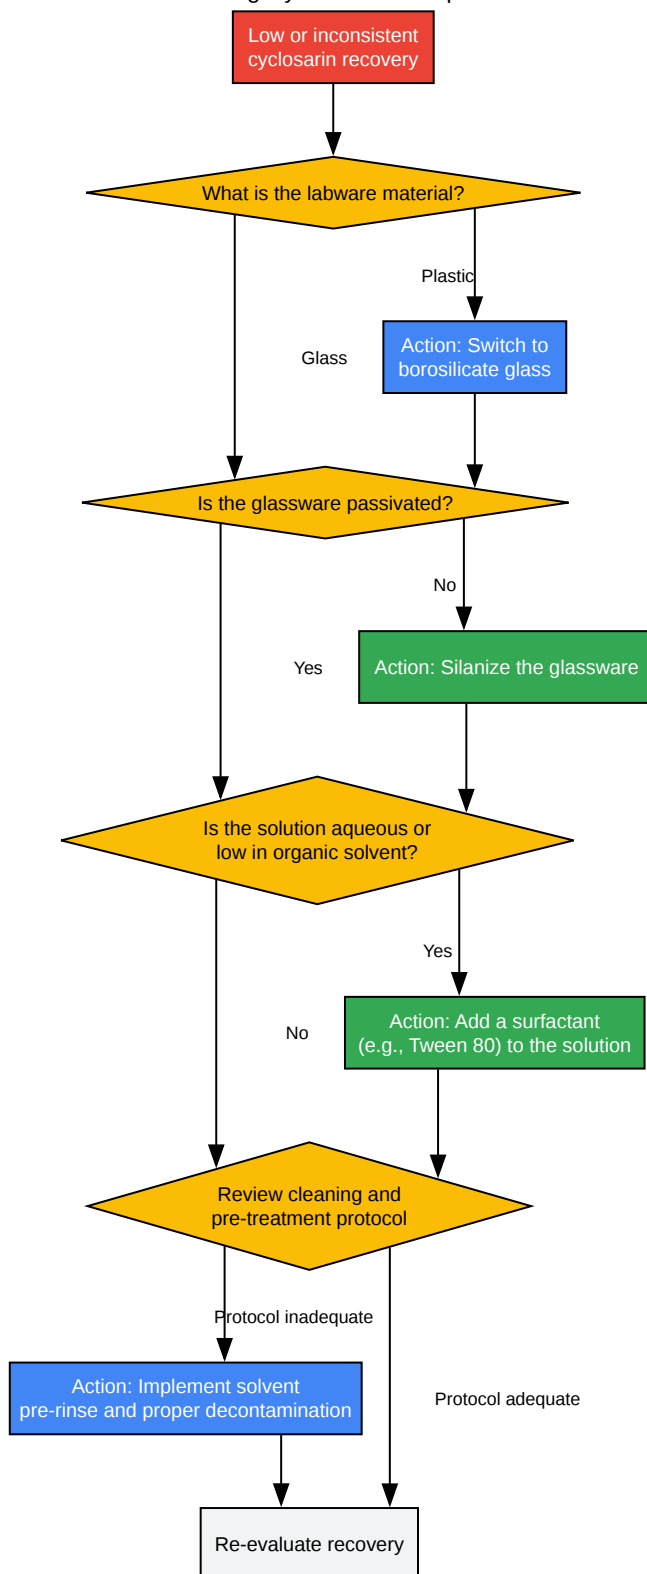 Low or inconsistent
cyclosarin recovery
What is the labware material?
Plastic
Glass
Action: Switch to
borosilicate glass
Is the glassware passivated?
No
Yes
Action: Silanize the glassware
Is the solution aqueous or
low in organic solvent?
Yes
No
Action: Add a surfactant
(e.g., Tween 80) to the solution
Review cleaning and
pre-treatment protocol
Protocol inadequate
Protocol adequate
Action: Implement solvent
pre-rinse and proper decontamination
Re-evaluate recovery